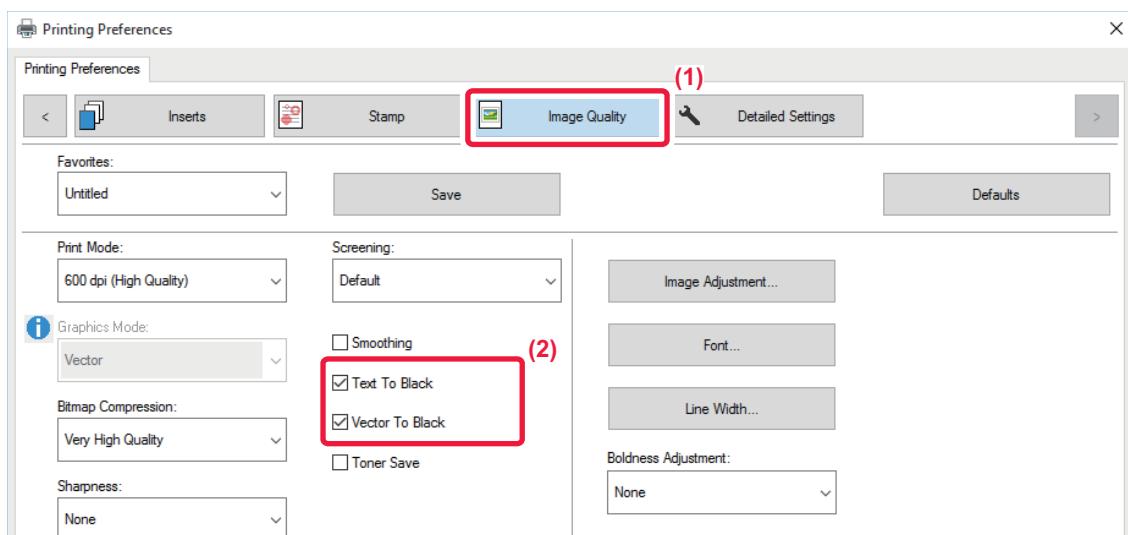 Printing Preferences
Printing Preferences
(1)
< Inserts Stamp Image Quality Detailed Settings >
Favorites:
Untitled Save Defaults
Print Mode: Screening:
600 dpi (High Quality) Default Image Adjustment...
Graphics Mode:
Vector
Smoothing
Font...
(2)
Text To Black
Bitmap Compression:
Very High Quality
Vector To Black
Line Width...
Toner Save
Boldness Adjustment:
None
Sharpness:
None